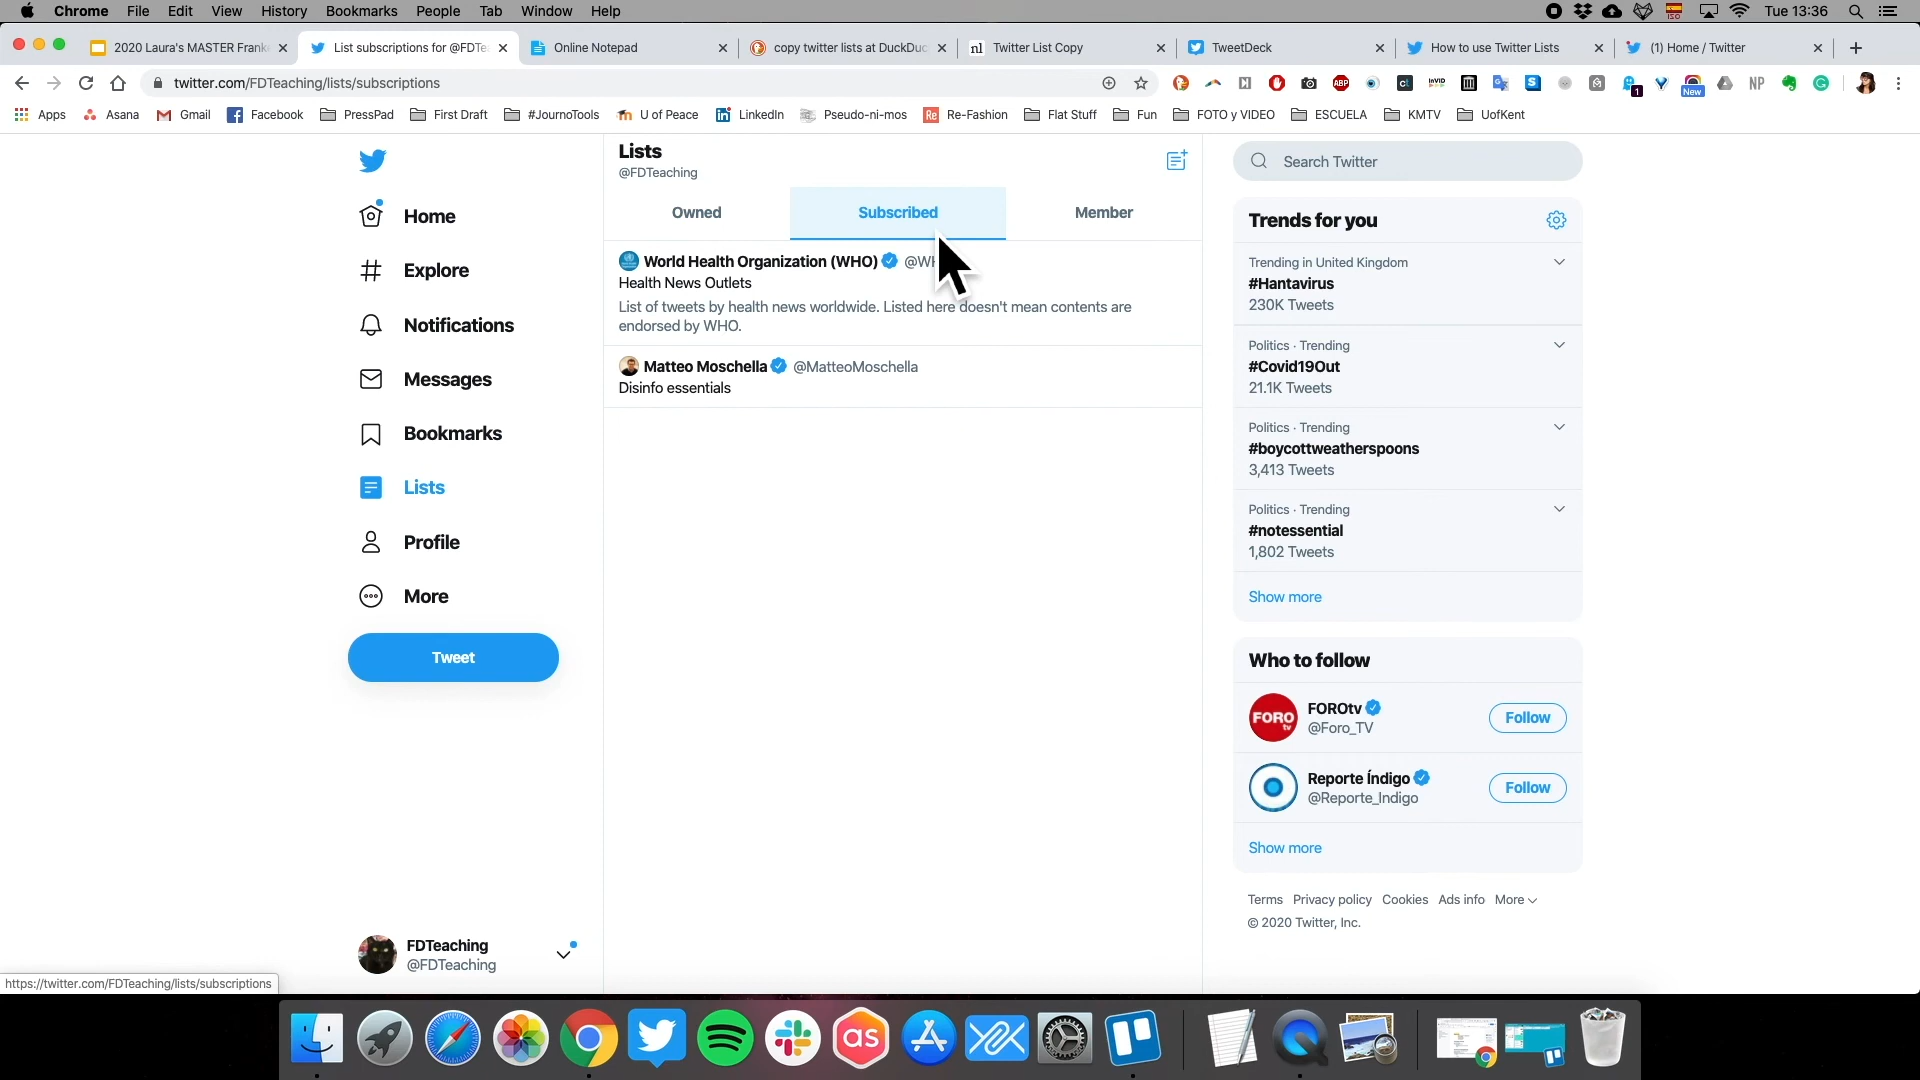 Chrome File Edit View History Bookmarks People Tab Window Help Tue 13:36
2020 Laura's MASTER Frank List subscriptions for @FDTe Online Notepad copy twitter lists at DuckDuc Twitter List Copy TweetDeck How to use Twitter Lists (1) Home / Twitter
twitter.com/FDTeaching/lists/subscriptions
Apps Asana Gmail Facebook PressPad First Draft #JournoTools U of Peace LinkedIn Pseudo-ni-mos Re-Fashion Flat Stuff Fun FOTO y VIDEO ESCUELA KMTV UofKent
Lists
@FDTeaching
Owned Subscribed Member
World Health Organization (WHO)
Health News Outlets
List of tweets by health news worldwide. Listed here doesn't mean contents are
endorsed by WHO.
Matteo Moschella @MatteoMoschella
Disinfo essentials
Home
Explore
Notifications
Messages
Bookmarks
Lists
Profile
More
Tweet
FDTeaching
@FDTeaching
https://twitter.com/FDTeaching/lists/subscriptions
Search Twitter
Trends for you
Trending in United Kingdom
#Hantavirus
230K Tweets
Politics · Trending
#Covid19Out
21.1K Tweets
Politics · Trending
#boycottweatherspoons
3,413 Tweets
Politics · Trending
#notessential
1,802 Tweets
Show more
Who to follow
FOROtv
@Foro_TV
Follow
Reporte Índigo
@Reporte_Indigo
Follow
Show more
Terms Privacy policy Cookies Ads info More
© 2020 Twitter, Inc.